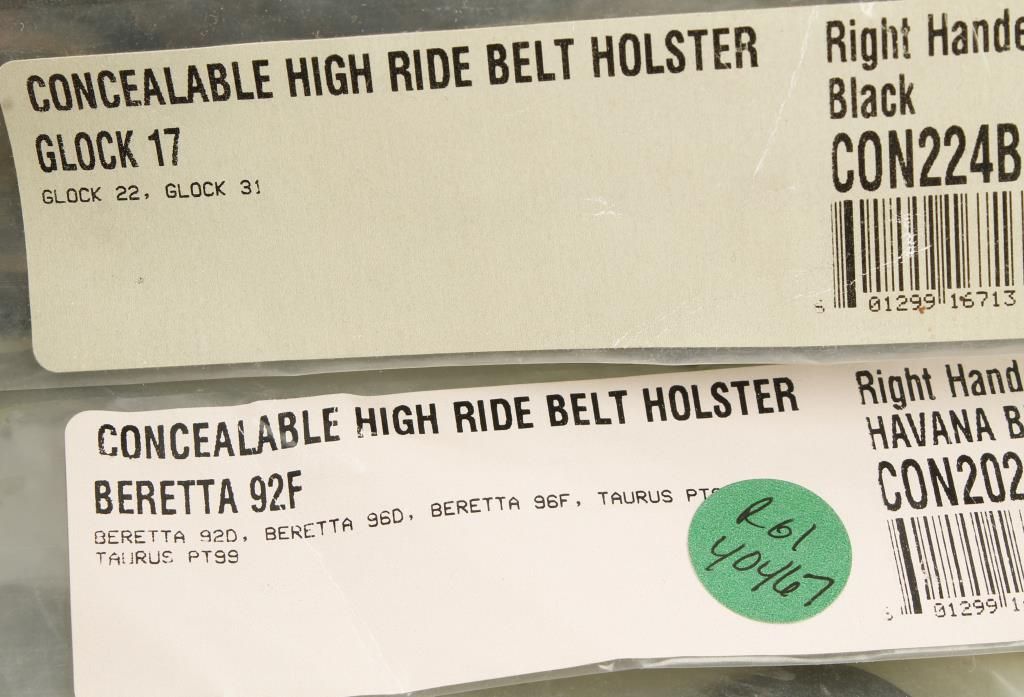 CONCEALABLE HIGH RIDE BELT HOLSTER
GLOCK 17
GLOCK 22, GLOCK 31
Right Hande
Black
CON224B
01299 16713
CONCEALABLE HIGH RIDE BELT HOLSTER
BERETTA 92F
BERETTA 92D, BERETTA 96D, BERETTA 96F, TAURUS
TAURUS PT99
Right Hand
HAVANA B
CON202
01299
R61
40467